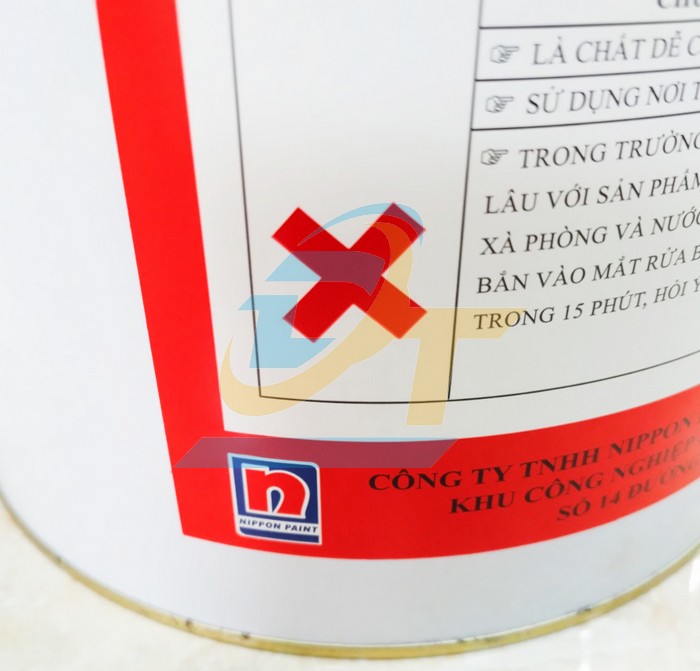 ☞ LÀ CHẤT DỄ
☞ SỬ DỤNG NƠI
☞ TRONG TRƯỜNG
LÂU VỚI SẢN PHẨM
XÀ PHÒNG VÀ NƯỚC
BẮN VÀO MẮT RỬA
TRONG 15 PHÚT, HỎI Ý
CÔNG TY TNHH NIPPON
KHU CÔNG NGHIỆP
SỐ 14 ĐƯỜNG
n
NIPPON PAINT